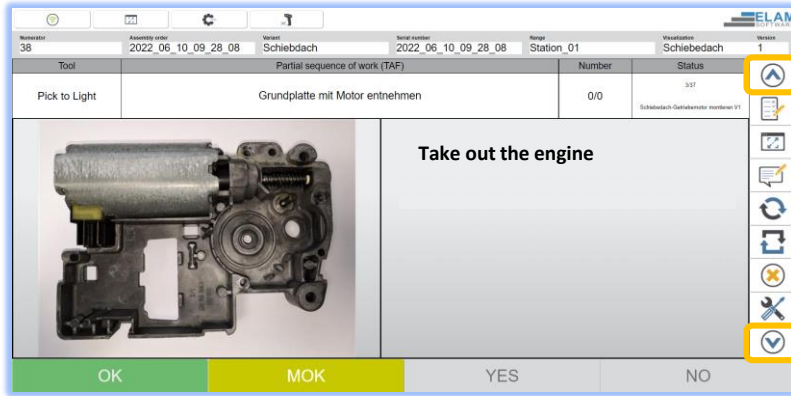 ELAM
SOFTWARE
Numerator Assembly order Variant Serial number Range Visualization Version
38 2022_06_10_09_28_08 Schiebdach 2022_06_10_09_28_08 Station_01 Schiebedach 1
Tool Partial sequence of work (TAF) Number Status
Pick to Light Grundplatte mit Motor entnehmen 0/0 3/37
Schiebedach-Getriebemotor montieren V1
Take out the engine
OK MOK YES NO